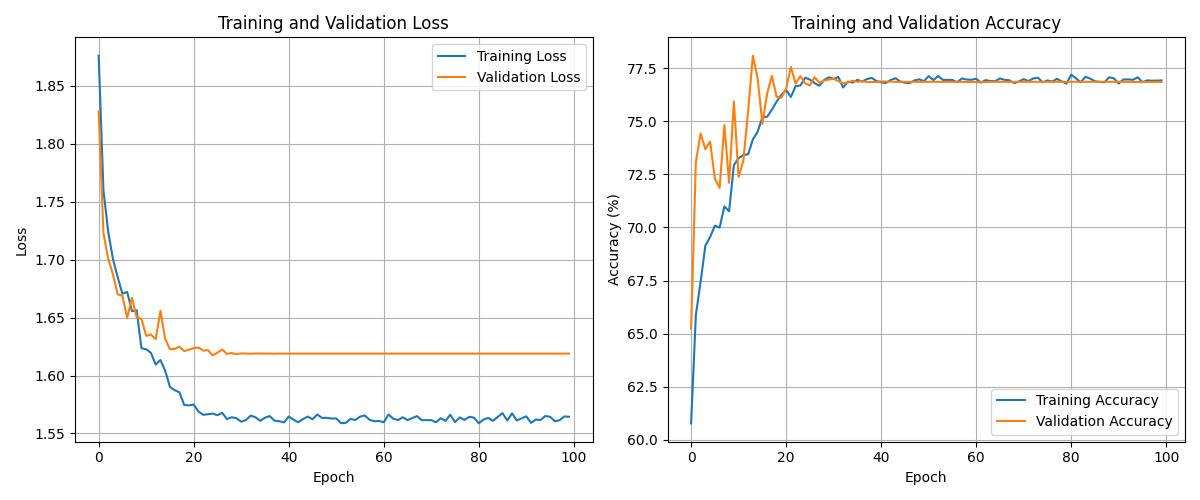 Training and Validation Loss
Training Loss
Validation Loss
1.85
1.80
1.75
1.70
1.65
1.60
1.55
Loss
0
20
40
60
80
100
Epoch
Training and Validation Accuracy
77.5
75.0
72.5
70.0
67.5
65.0
62.5
60.0
Accuracy (%)
Training Accuracy
Validation Accuracy
0
20
40
60
80
100
Epoch